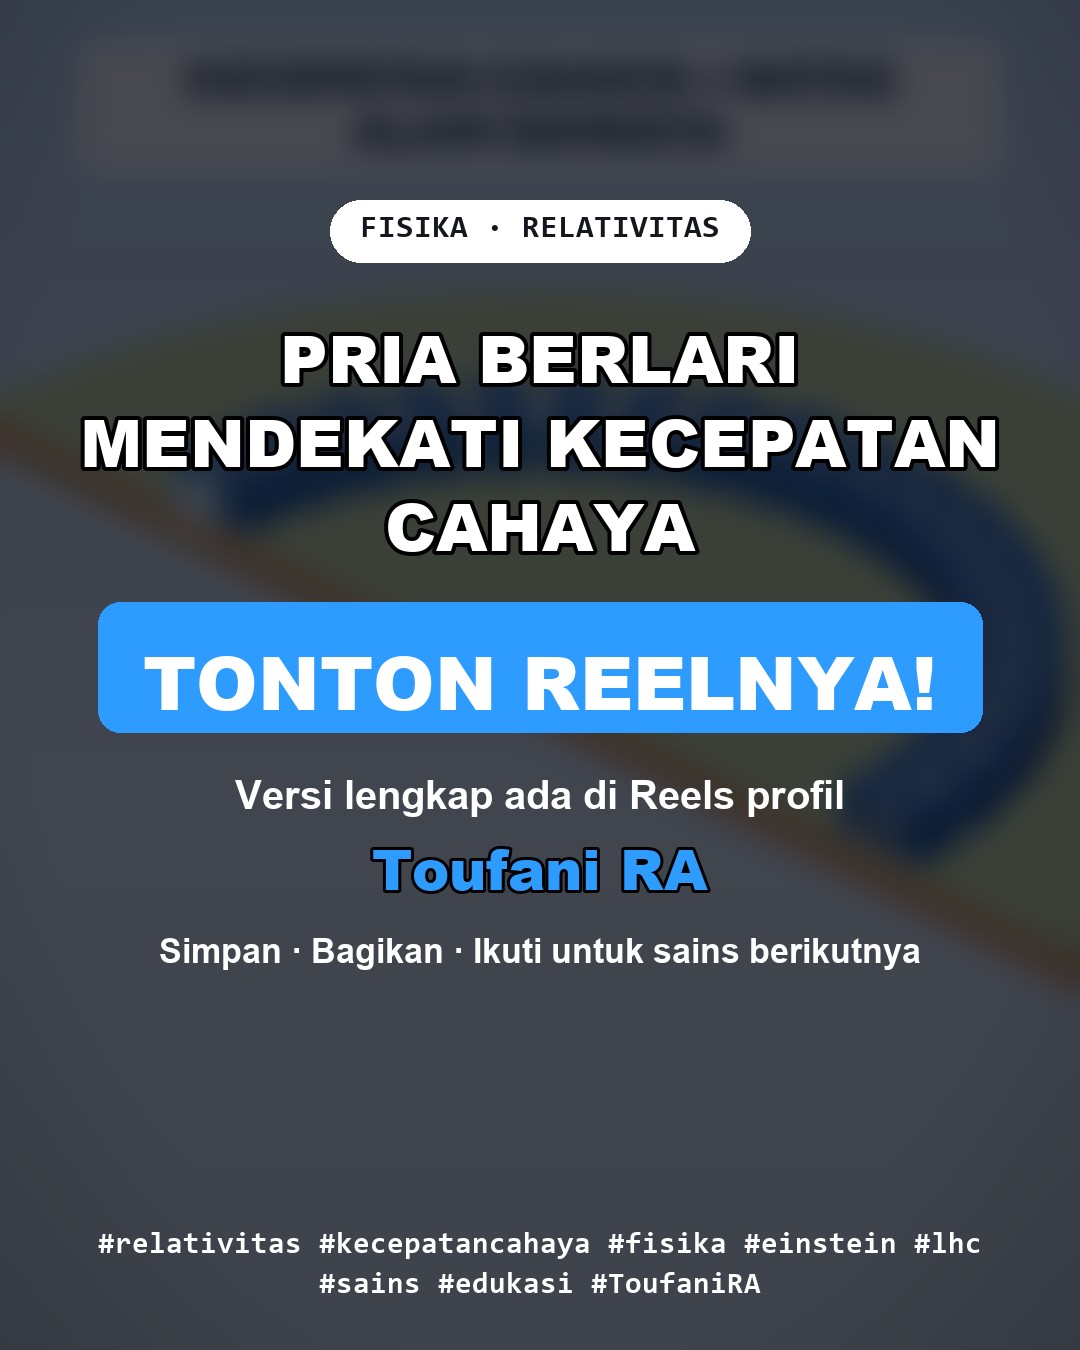 FISIKA · RELATIVITAS
PRIA BERLARI
MENDEKATI KECEPATAN
CAHAYA
TONTON REELNYA!
Versi lengkap ada di Reels profil
Toufani RA
Simpan · Bagikan · Ikuti untuk sains berikutnya
#relativitas #kecepatancahaya #fisika #einstein #lhc
#sains #edukasi #ToufaniRA